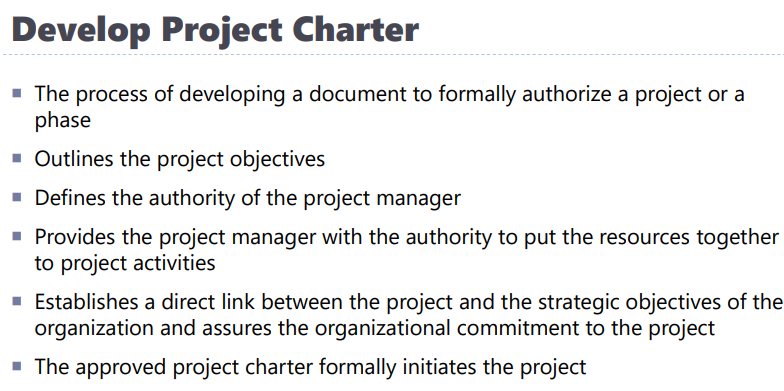 Develop Project Charter
The process of developing a document to formally authorize a project or a
phase
Outlines the project objectives
Defines the authority of the project manager
Provides the project manager with the authority to put the resources together
to project activities
Establishes a direct link between the project and the strategic objectives of the
organization and assures the organizational commitment to the project
The approved project charter formally initiates the project